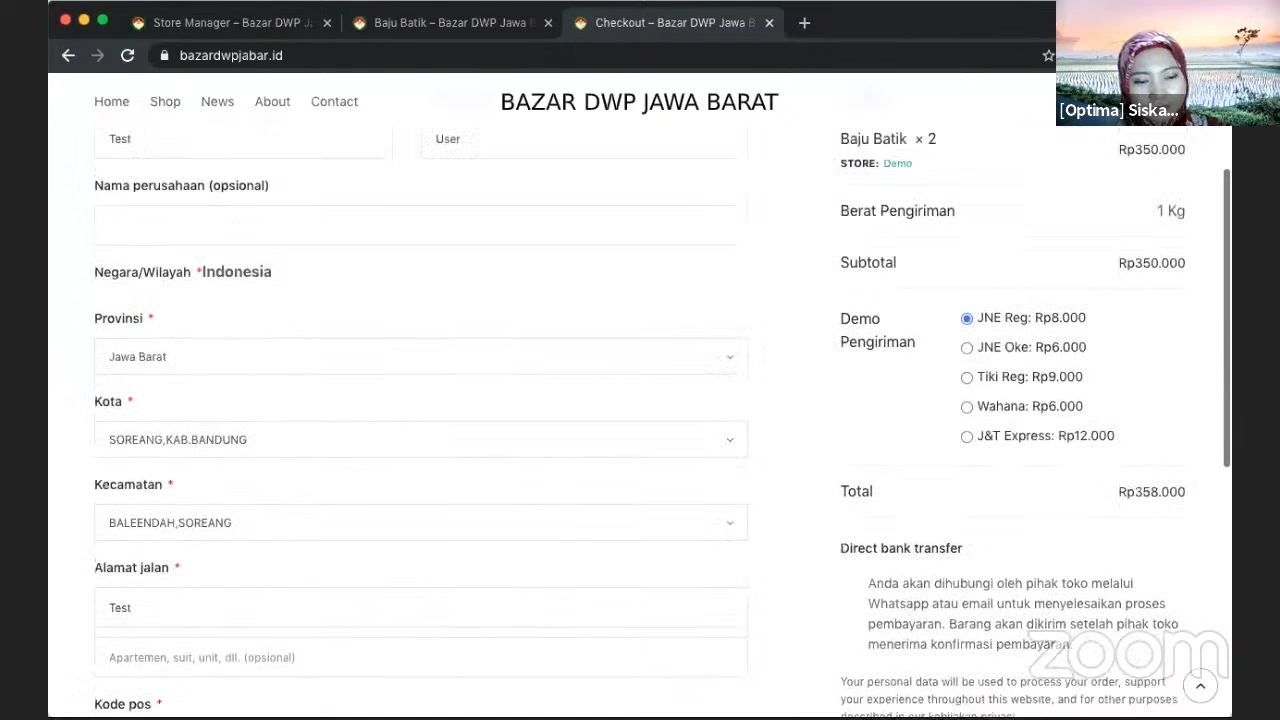 Store Manager – Bazar DWP Ja
Baju Batik – Bazar DWP Jawa B
Checkout – Bazar DWP Jawa B
bazardwpjabar.id
[Optima] Siska...
Home Shop News About Contact
BAZAR DWP JAWA BARAT
Test
User
Nama perusahaan (opsional)
Negara/Wilayah *Indonesia
Provinsi *
Jawa Barat
Kota *
SOREANG,KAB.BANDUNG
Kecamatan *
BALEENDAH,SOREANG
Alamat jalan *
Test
Apartemen, suit, unit, dll. (opsional)
Kode pos *
Baju Batik × 2
Rp350.000
STORE: Demo
Berat Pengiriman 1 Kg
Subtotal Rp350.000
Demo
Pengiriman
JNE Reg: Rp8.000
JNE Oke: Rp6.000
Tiki Reg: Rp9.000
Wahana: Rp6.000
J&T Express: Rp12.000
Total Rp358.000
Direct bank transfer
Anda akan dihubungi oleh pihak toko melalui
Whatsapp atau email untuk menyelesaikan proses
pembayaran. Barang akan dikirim setelah pihak toko
menerima konfirmasi pembayaran.
Your personal data will be used to process your order, support
your experience throughout this website, and for other purposes
described in our kebijakan privasi.
zoom